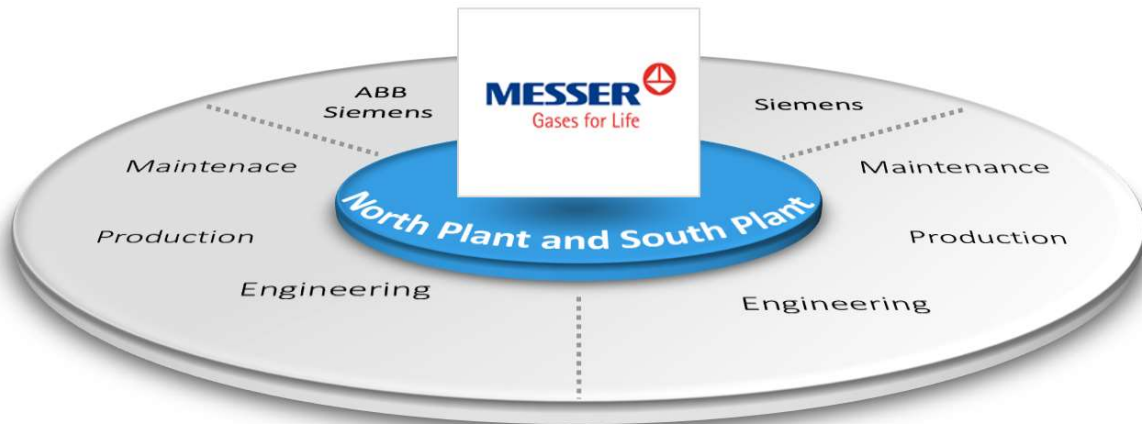 MESSER
Gases for Life
ABB
Siemens
Siemens
Maintenace
Maintenance
Production
Production
Engineering
Engineering
North Plant and South Plant